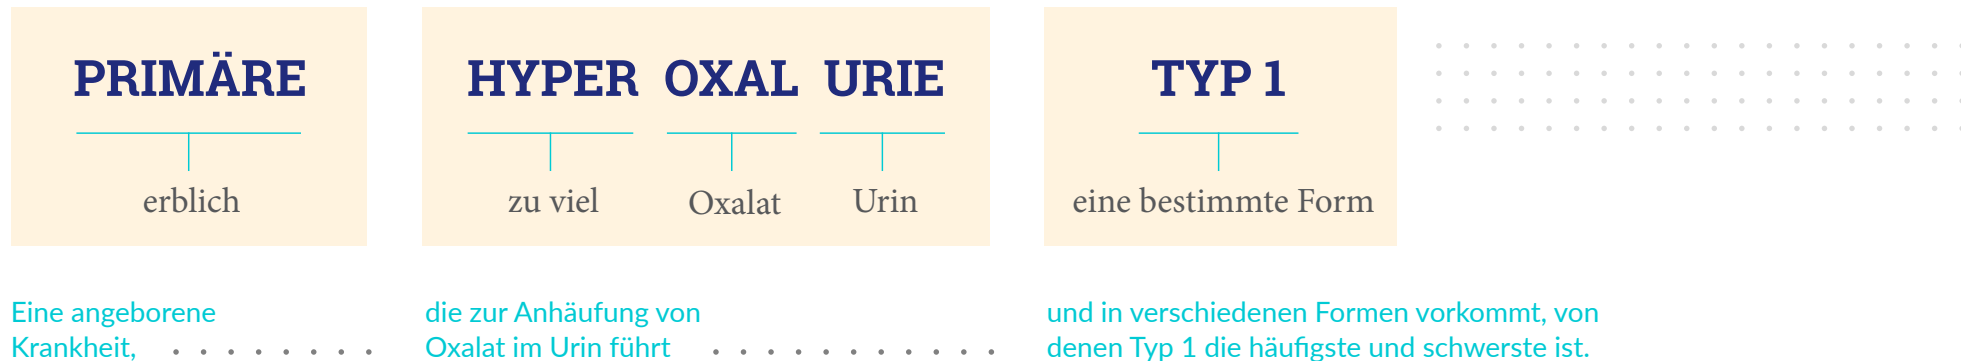 PRIMÄRE
erblich
HYPER OXAL URIE
zu viel Oxalat Urin
TYP 1
eine bestimmte Form
Eine angeborene
Krankheit,
die zur Anhäufung von
Oxalat im Urin führt
und in verschiedenen Formen vorkommt, von
denen Typ 1 die häufigste und schwerste ist.